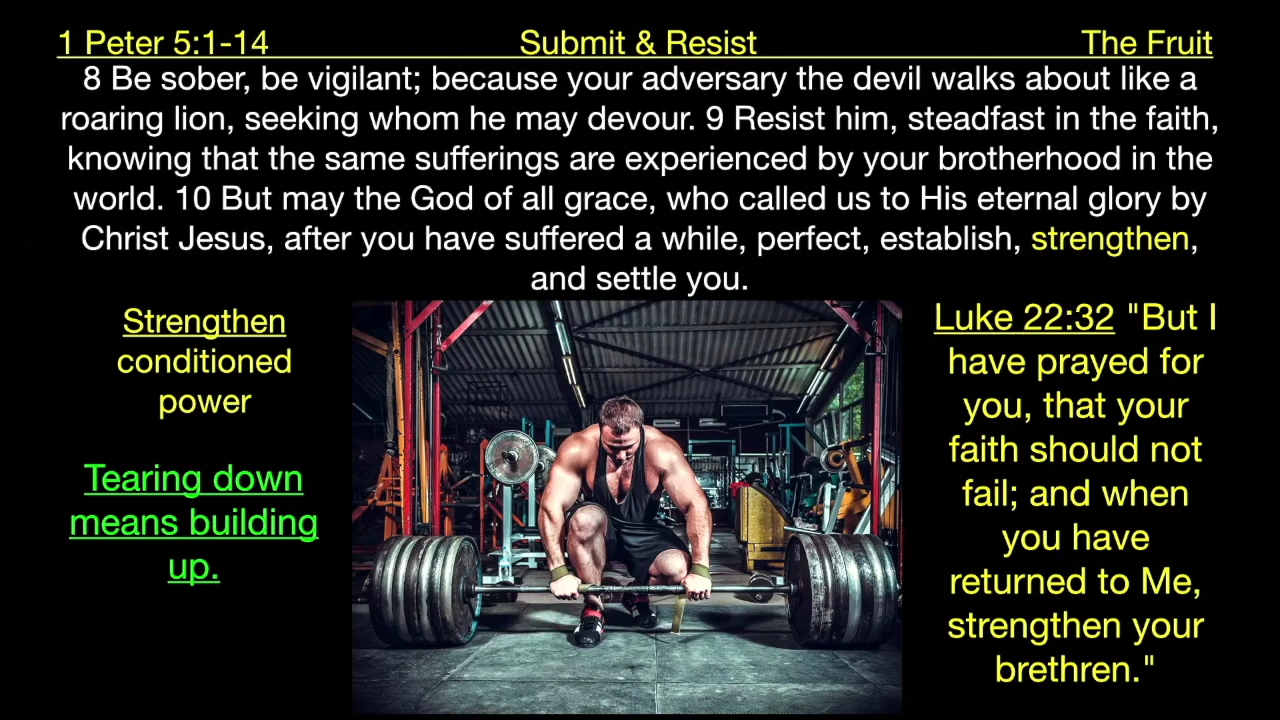 1 Peter 5:1-14 Submit & Resist The Fruit
8 Be sober, be vigilant; because your adversary the devil walks about like a
roaring lion, seeking whom he may devour. 9 Resist him, steadfast in the faith,
knowing that the same sufferings are experienced by your brotherhood in the
world. 10 But may the God of all grace, who called us to His eternal glory by
Christ Jesus, after you have suffered a while, perfect, establish, strengthen,
and settle you.
Strengthen
conditioned
power
Tearing down
means building
up.
Luke 22:32 "But I
have prayed for
you, that your
faith should not
fail; and when
you have
returned to Me,
strengthen your
brethren."